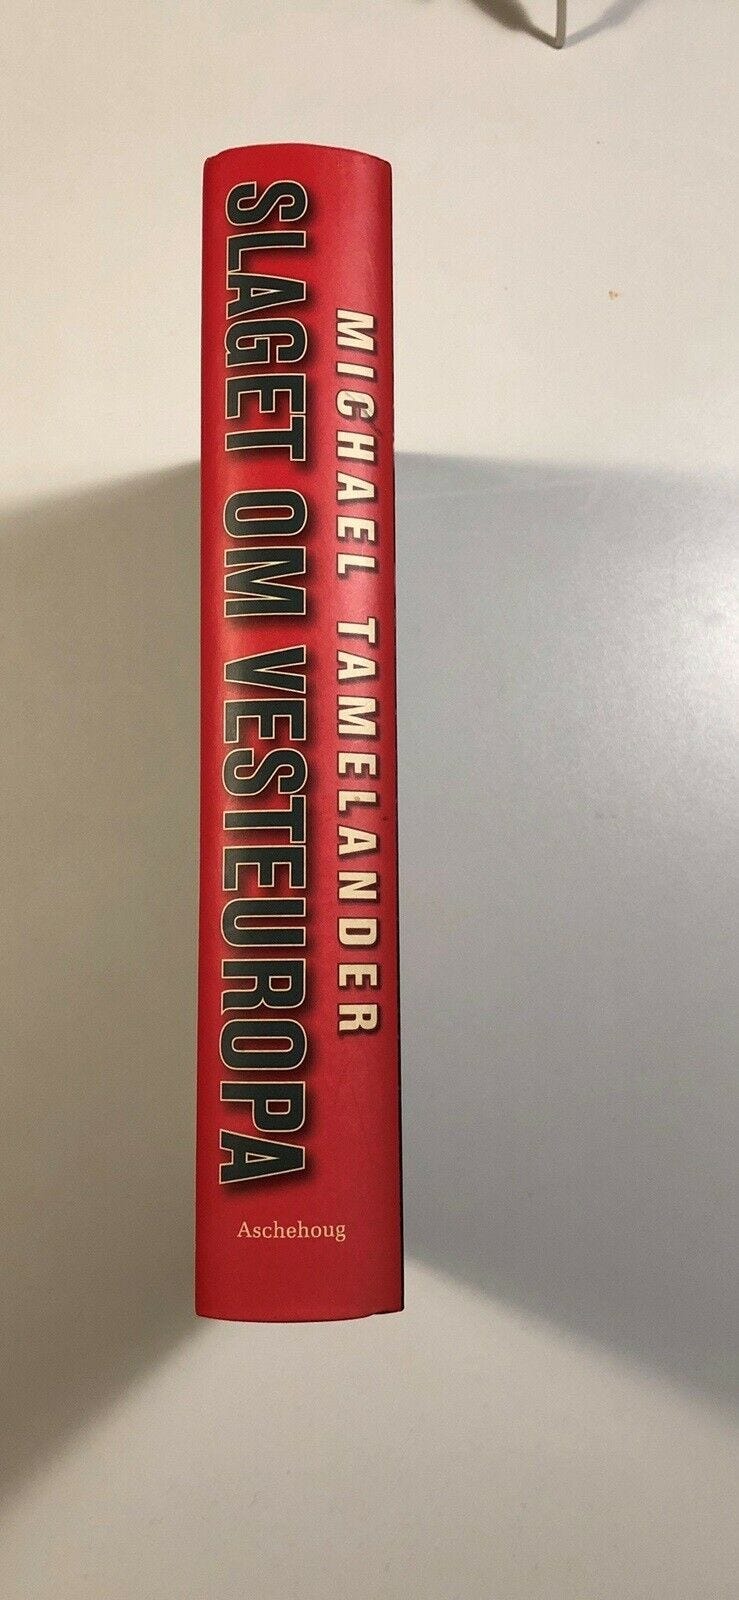 MICHAEL TAMELANDER
SLAGET OM VESTEUROPA
Aschehoug